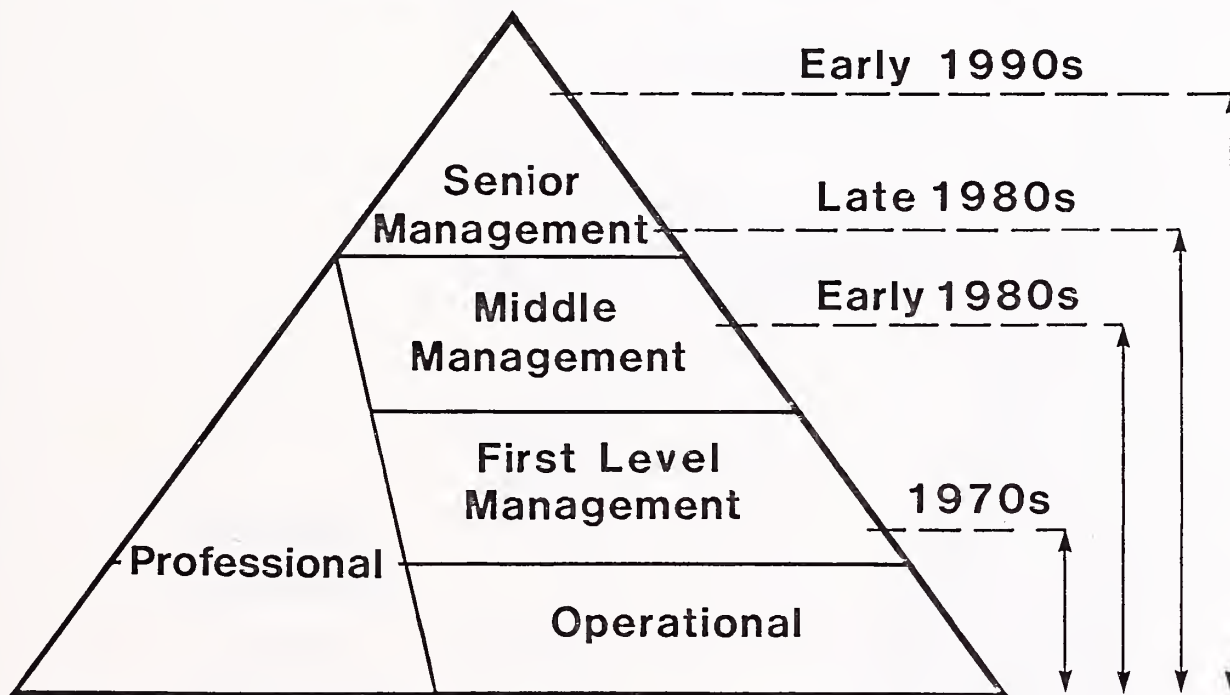 Early 1990s
Senior
Management
Late 1980s
Early 1980s
Middle
Management
First Level
Management
1970s
Professional
Operational